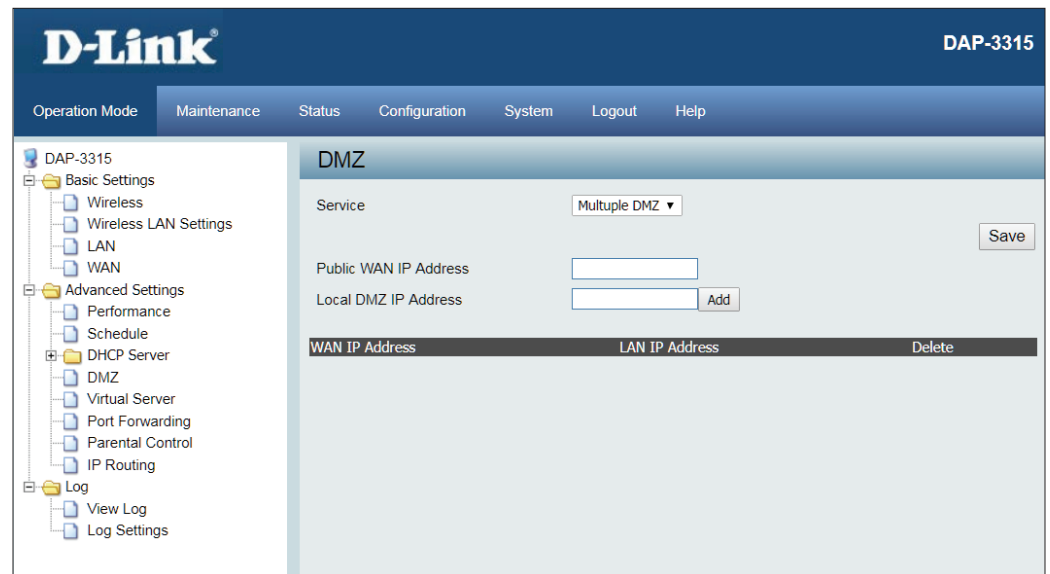 D-Link®
DAP-3315
Operation Mode Maintenance Status Configuration System Logout Help
DAP-3315
Basic Settings
Wireless
Wireless LAN Settings
LAN
WAN
Advanced Settings
Performance
Schedule
DHCP Server
DMZ
Virtual Server
Port Forwarding
Parental Control
IP Routing
Log
View Log
Log Settings
DMZ
Service Multuple DMZ
Save
Public WAN IP Address
Local DMZ IP Address Add
WAN IP Address LAN IP Address Delete